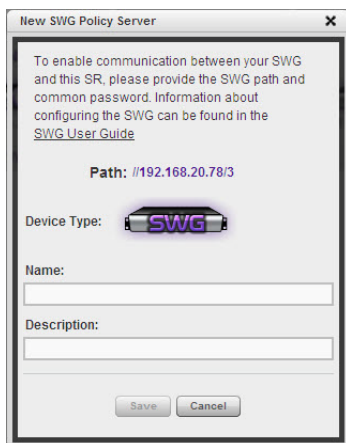 New SWG Policy Server
To enable communication between your SWG
and this SR, please provide the SWG path and
common password. Information about
configuring the SWG can be found in the
SWG User Guide
Path: //192.168.20.78/3
Device Type: SWG
Name:
Description:
Save Cancel